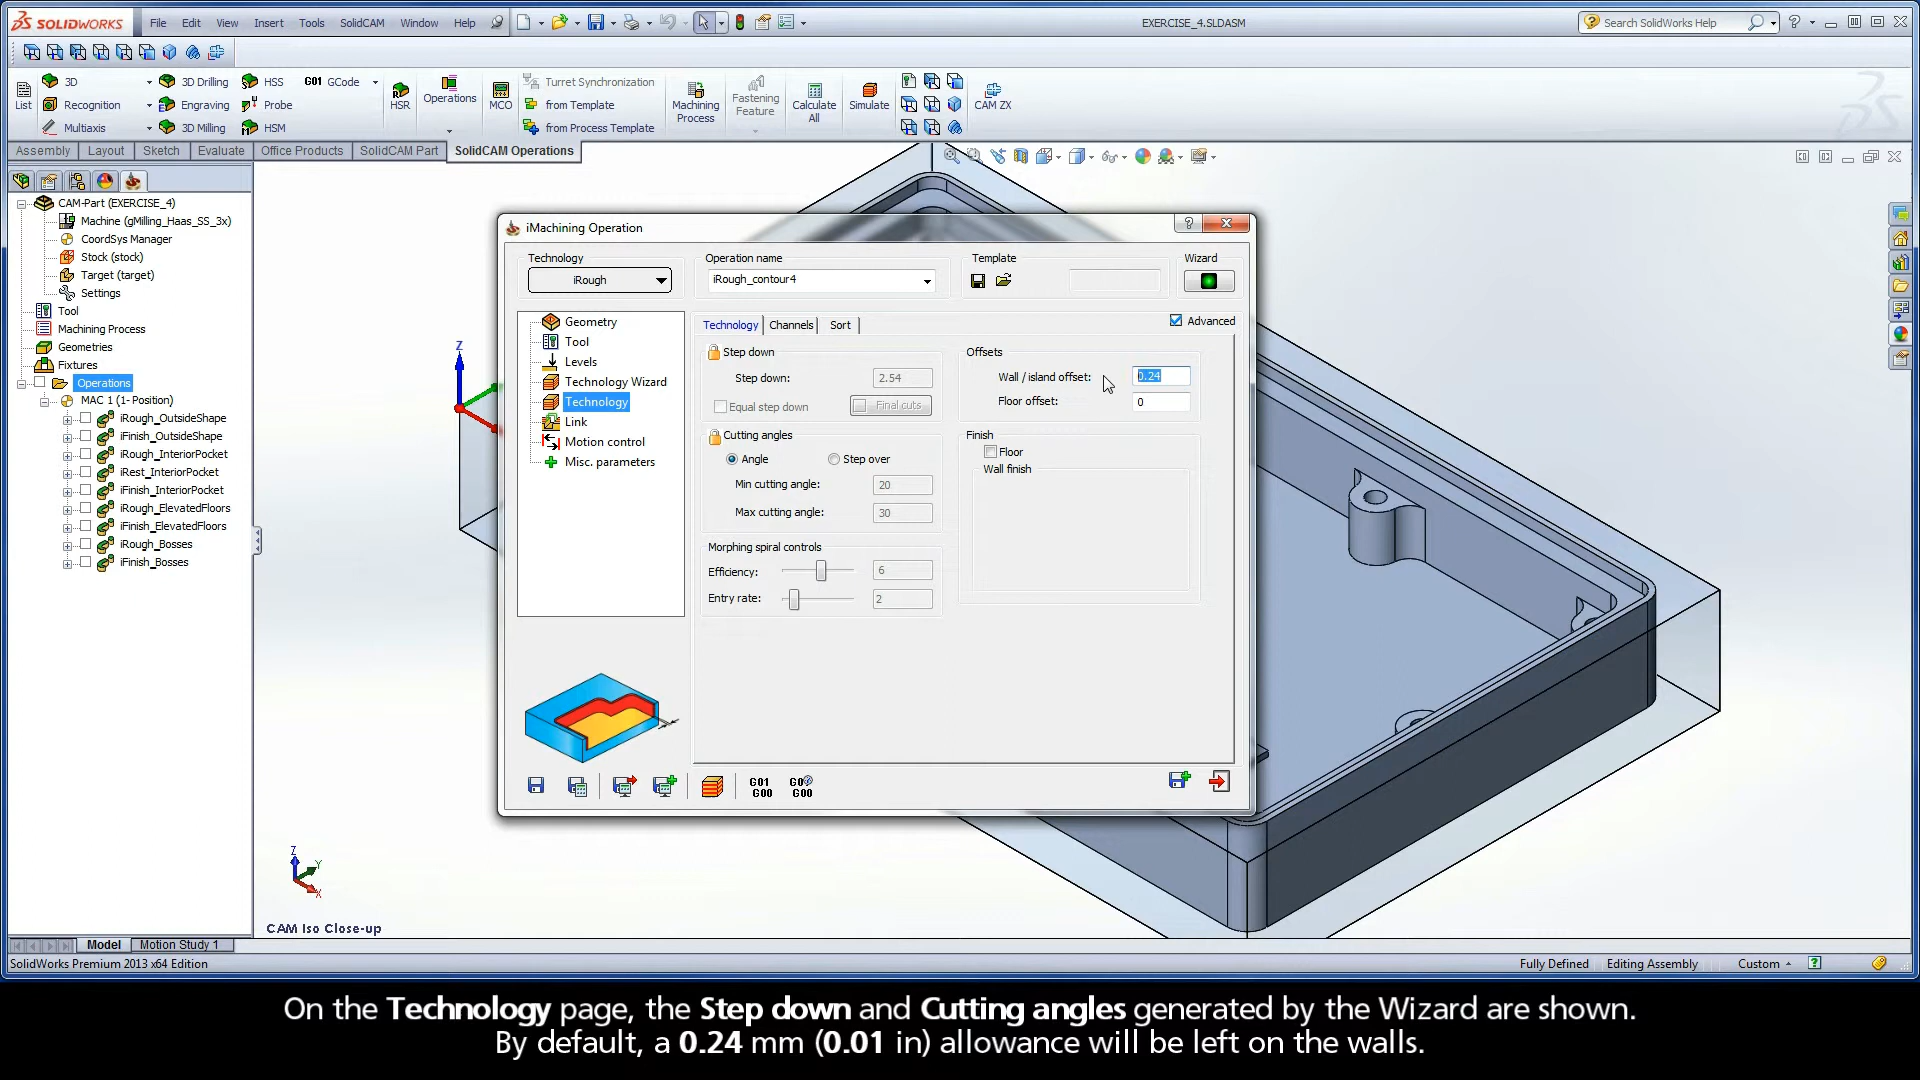 SOLIDWORKS
File Edit View Insert Tools SolidCAM Window Help
EXERCISE_4.SLDASM
Search SolidWorks Help
List
3D
Recognition
Multiaxis
3D Drilling
Engraving
3D Milling
HSS
Probe
HSM
G01 GCode
HSR
Operations
MCO
Turret Synchronization
from Template
from Process Template
Machining Process
Fastening Feature
Calculate All
Simulate
CAM ZX
Assembly Layout Sketch Evaluate Office Products SolidCAM Part SolidCAM Operations
CAM-Part (EXERCISE_4)
Machine (gMilling_Haas_SS_3x)
CoordSys Manager
Stock (stock)
Target (target)
Settings
Tool
Machining Process
Geometries
Fixtures
Operations
MAC 1 (1- Position)
iRough_OutsideShape
iFinish_OutsideShape
iRough_InteriorPocket
iRest_InteriorPocket
iFinish_InteriorPocket
iRough_ElevatedFloors
iFinish_ElevatedFloors
iRough_Bosses
iFinish_Bosses
Z
iMachining Operation
Technology
iRough
Operation name
iRough_contour4
Template
Wizard
Geometry
Tool
Levels
Technology Wizard
Technology
Link
Motion control
Misc. parameters
Technology Channels Sort
Advanced
Step down
Step down: 2.54
Equal step down Final cuts
Cutting angles
Angle Step over
Min cutting angle: 20
Max cutting angle: 30
Morphing spiral controls
Efficiency: 6
Entry rate: 2
Offsets
Wall / island offset: 0.24
Floor offset: 0
Finish
Floor
Wall finish
G01 G00
G00 G00
Z
Y
X
CAM Iso Close-up
Model Motion Study 1
SolidWorks Premium 2013 x64 Edition
Fully Defined Editing Assembly Custom
On the Technology page, the Step down and Cutting angles generated by the Wizard are shown.
By default, a 0.24 mm (0.01 in) allowance will be left on the walls.